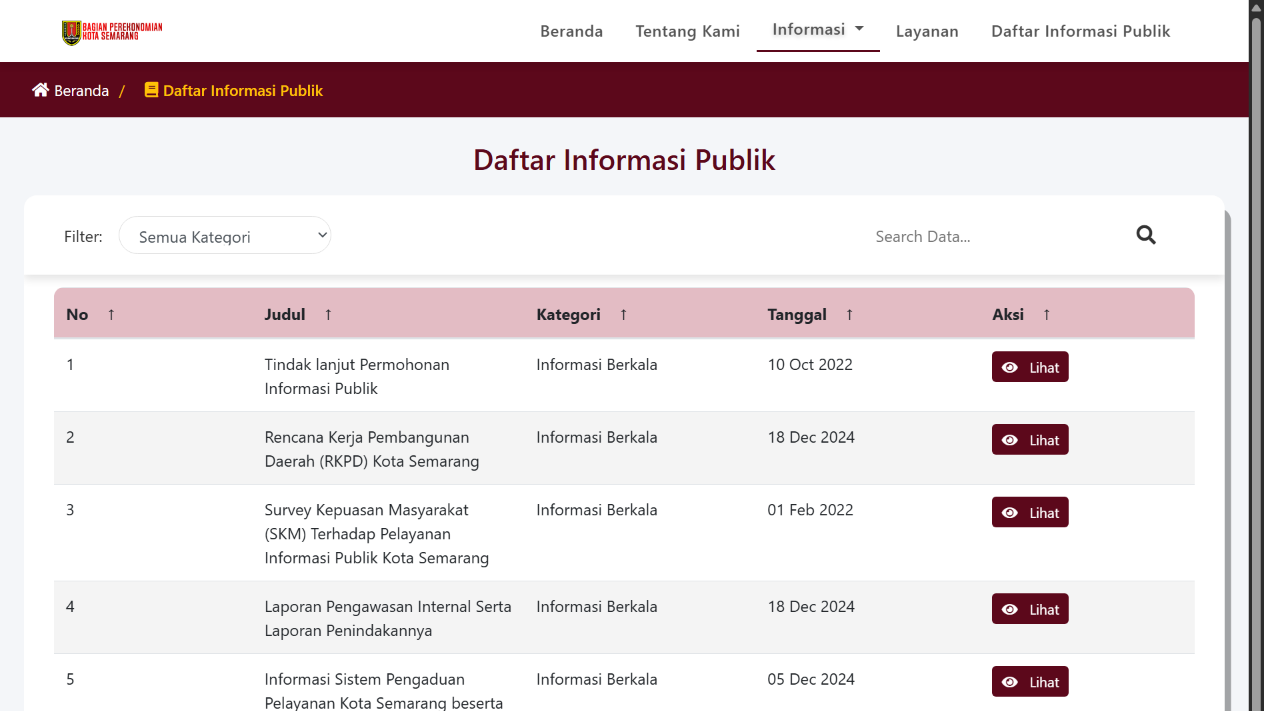 BAGIAN PEREKONOMIAN
KOTA SEMARANG
Beranda
Tentang Kami
Informasi
Layanan
Daftar Informasi Publik
Beranda / Daftar Informasi Publik
Daftar Informasi Publik
Filter: Semua Kategori
Search Data...
No ↑ Judul ↑ Kategori ↑ Tanggal ↑ Aksi ↑
1 Tindak lanjut Permohonan Informasi Berkala 10 Oct 2022 Lihat
Informasi Publik
2 Rencana Kerja Pembangunan Informasi Berkala 18 Dec 2024 Lihat
Daerah (RKPD) Kota Semarang
3 Survey Kepuasan Masyarakat Informasi Berkala 01 Feb 2022 Lihat
(SKM) Terhadap Pelayanan
Informasi Publik Kota Semarang
4 Laporan Pengawasan Internal Serta Informasi Berkala 18 Dec 2024 Lihat
Laporan Penindakannya
5 Informasi Sistem Pengaduan Informasi Berkala 05 Dec 2024 Lihat
Pelayanan Kota Semarang beserta